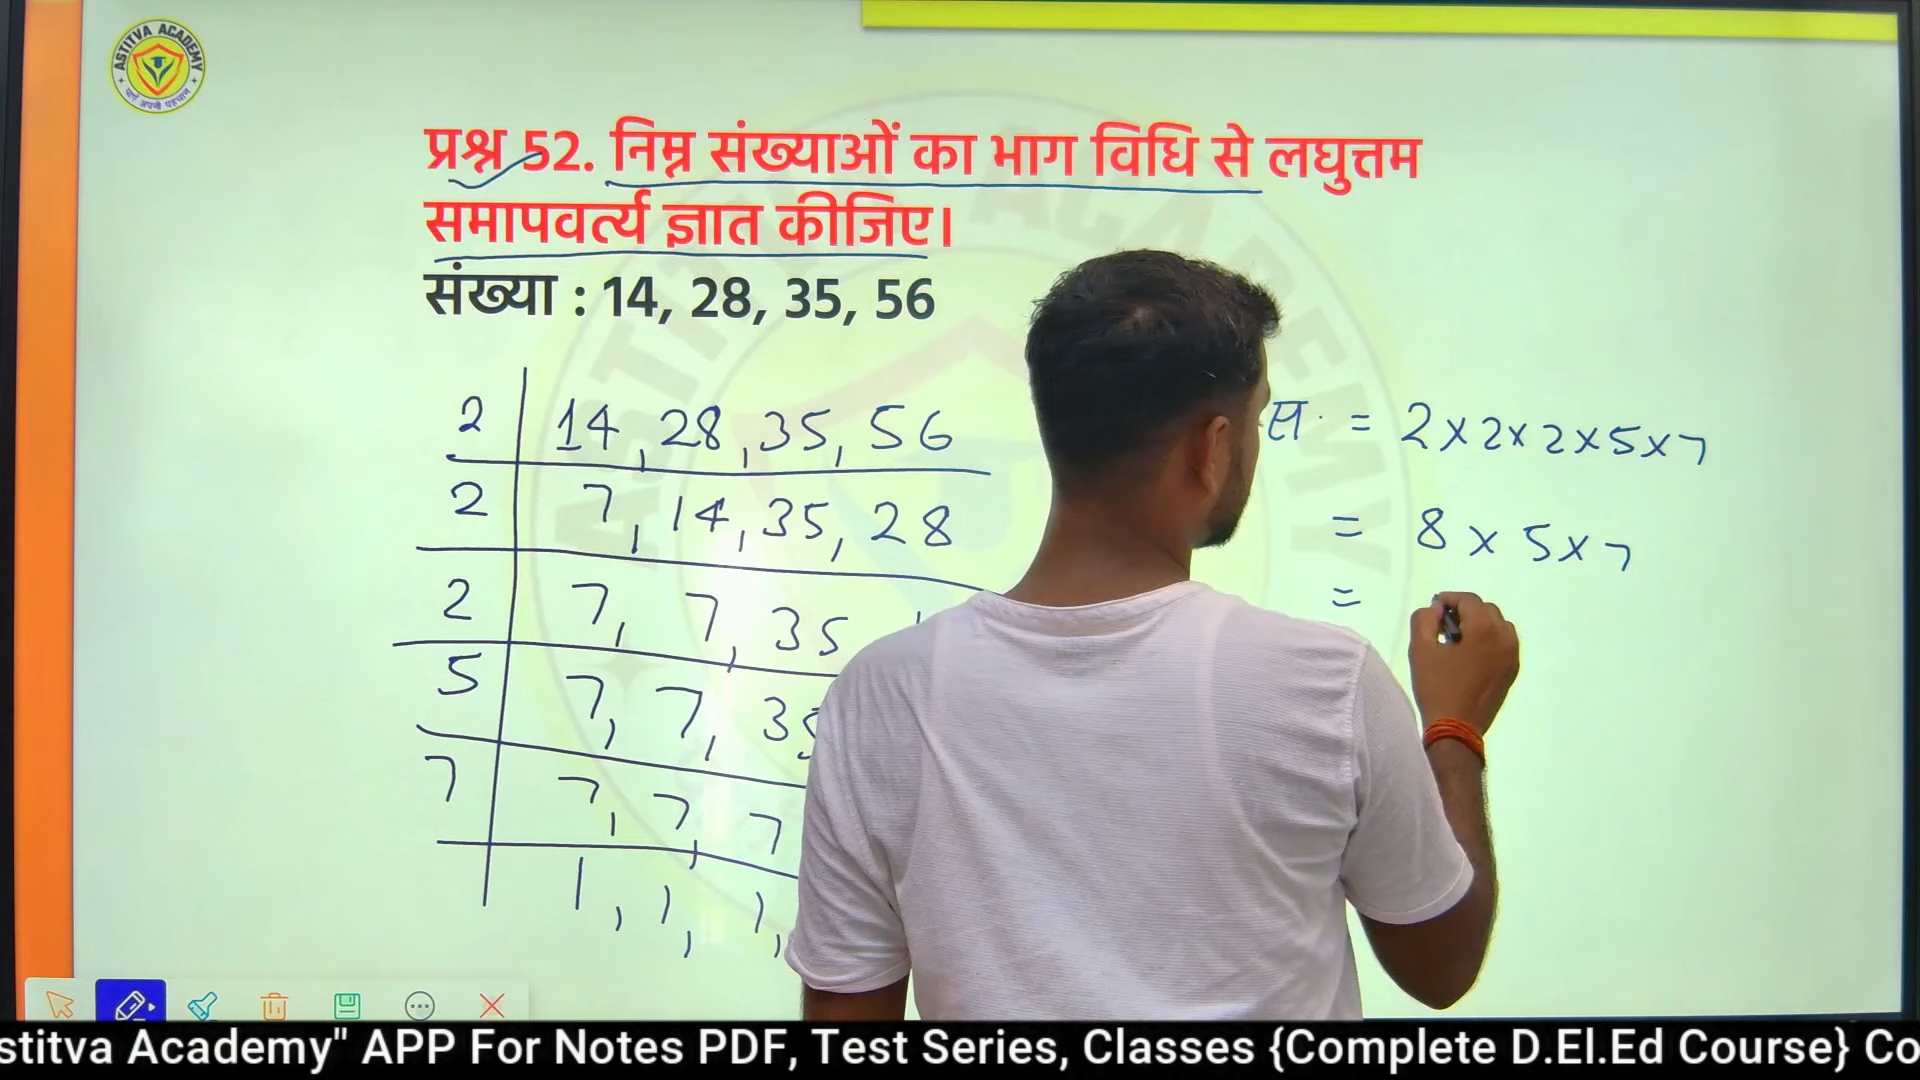 ASTITVA ACADEMY
पाएं अपनी पहचान
प्रश्न 52. निम्न संख्याओं का भाग विधि से लघुत्तम
समापवर्त्य ज्ञात कीजिए।
संख्या : 14, 28, 35, 56
2 14, 28, 35, 56
2 7, 14, 35, 28
2 7, 7, 35
5 7, 7, 35
7 7, 7, 7
1, 1, 1,
स. = 2×2×2×5×7
= 8×5×7
=
stitva Academy" APP For Notes PDF, Test Series, Classes {Complete D.El.Ed Course} Co